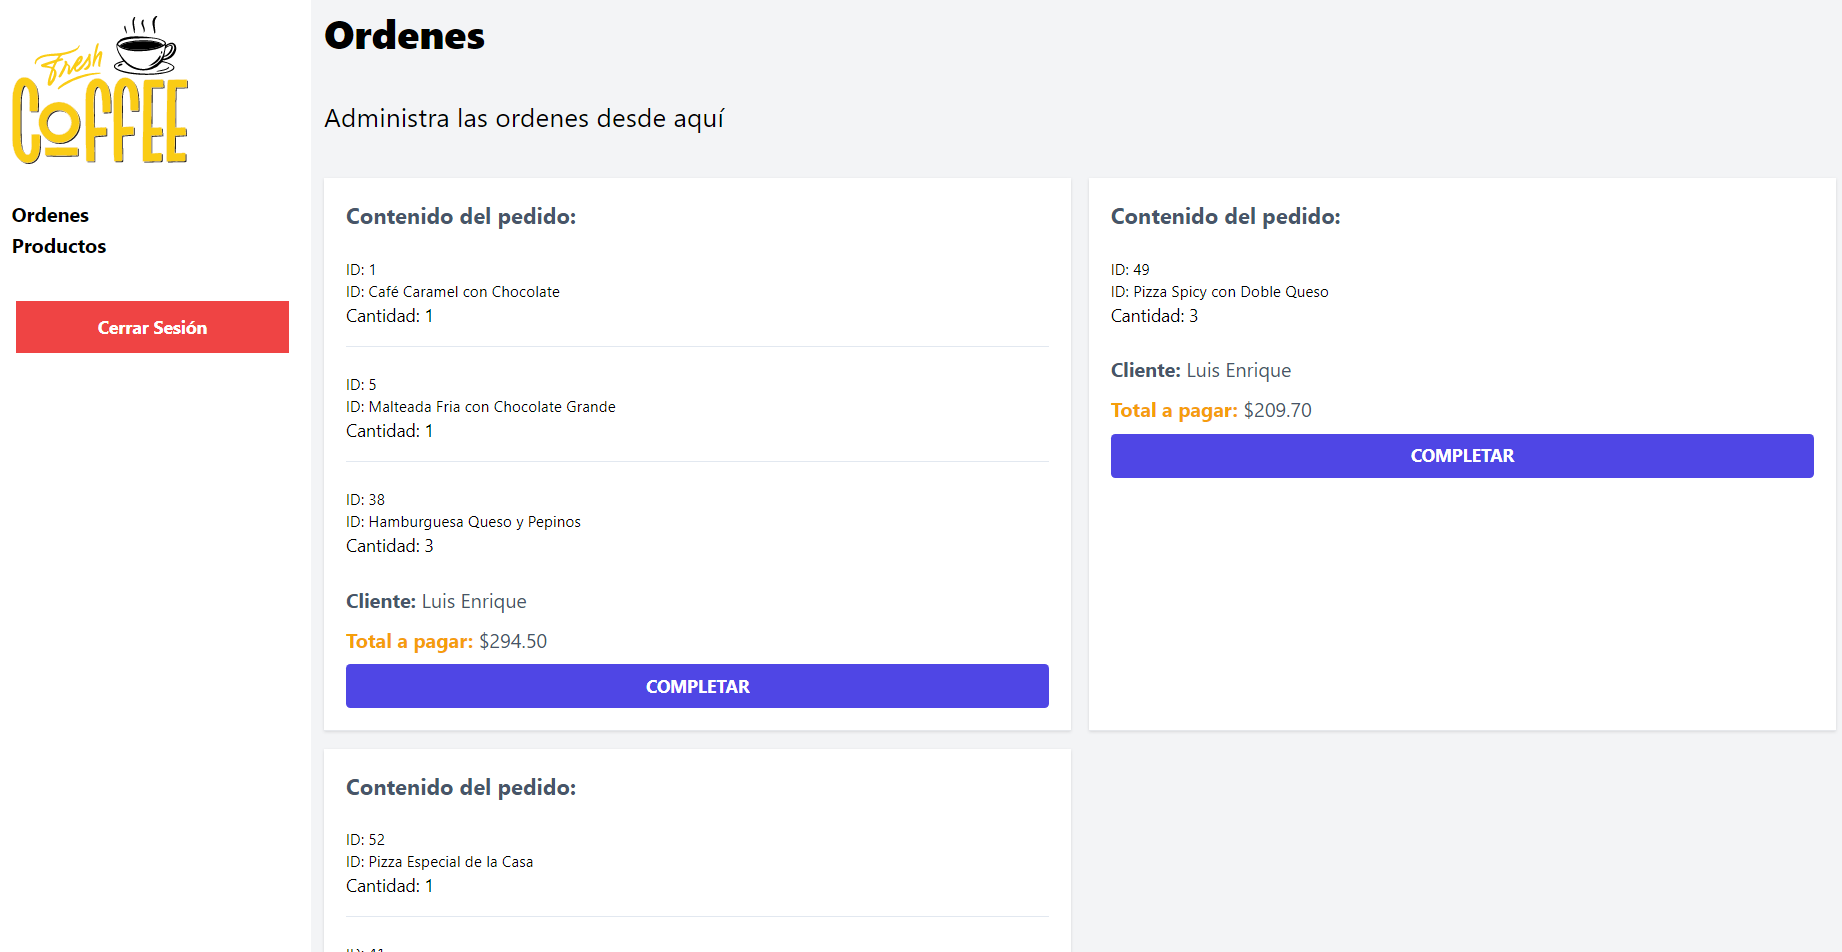 Fresh
COFFEE
Ordenes
Productos
Cerrar Sesión
Ordenes
Administra las ordenes desde aquí
Contenido del pedido:
ID: 1
ID: Café Caramel con Chocolate
Cantidad: 1
ID: 5
ID: Malteada Fria con Chocolate Grande
Cantidad: 1
ID: 38
ID: Hamburguesa Queso y Pepinos
Cantidad: 3
Cliente: Luis Enrique
Total a pagar: $294.50
COMPLETAR
Contenido del pedido:
ID: 49
ID: Pizza Spicy con Doble Queso
Cantidad: 3
Cliente: Luis Enrique
Total a pagar: $209.70
COMPLETAR
Contenido del pedido:
ID: 52
ID: Pizza Especial de la Casa
Cantidad: 1